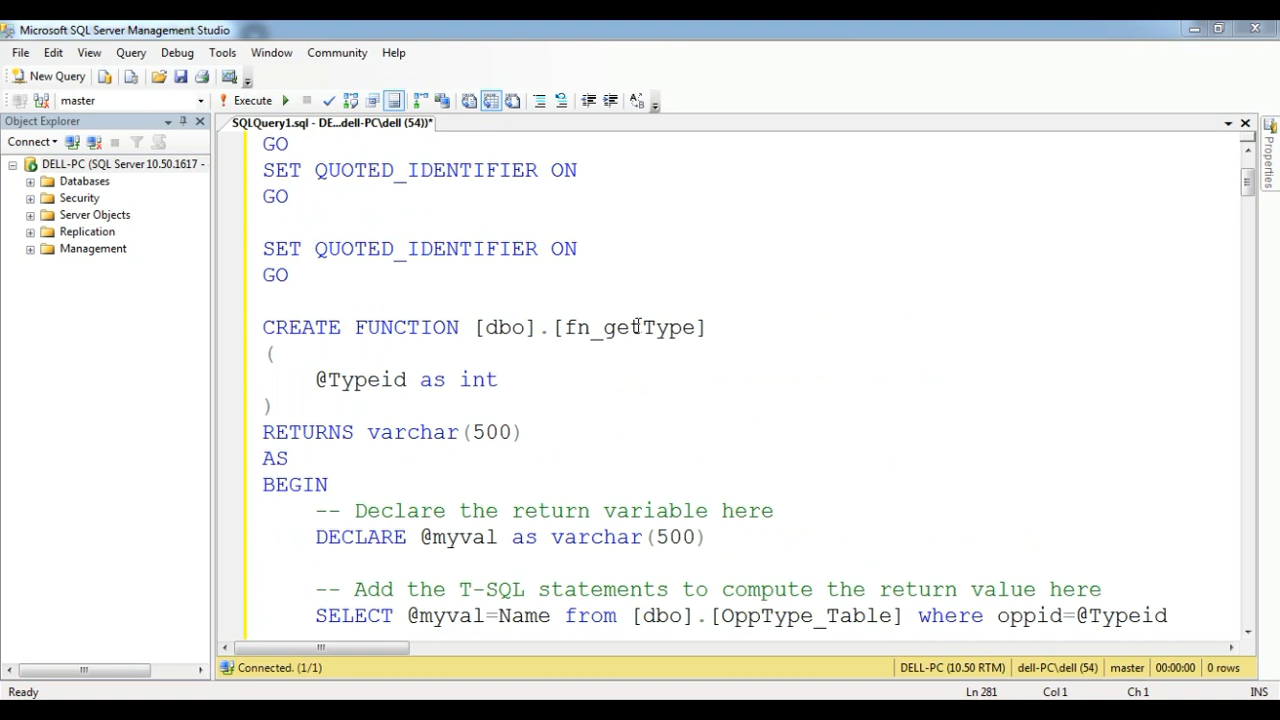 Microsoft SQL Server Management Studio
File Edit View Query Debug Tools Window Community Help
New Query
master Execute
Object Explorer
SQLQuery1.sql - DE...dell-PC\dell (54))*
Connect
DELL-PC (SQL Server 10.50.1617 -
Databases
Security
Server Objects
Replication
Management
GO
SET QUOTED_IDENTIFIER ON
GO
SET QUOTED_IDENTIFIER ON
GO
CREATE FUNCTION [dbo].[fn_getType]
(
@Typeid as int
)
RETURNS varchar(500)
AS
BEGIN
-- Declare the return variable here
DECLARE @myval as varchar(500)
-- Add the T-SQL statements to compute the return value here
SELECT @myval=Name from [dbo].[OppType_Table] where oppid=@Typeid
Properties
Connected. (1/1) DELL-PC (10.50 RTM) dell-PC\dell (54) master 00:00:00 0 rows
Ready Ln 281 Col 1 Ch 1 INS